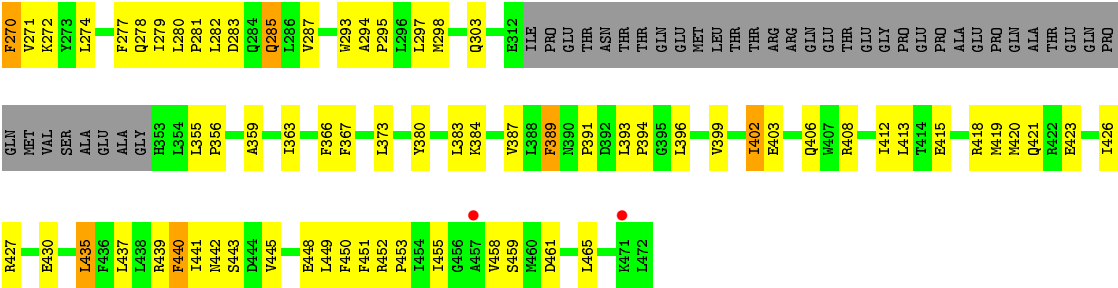 F270 V271 K272 Y273 L274 F277 Q278 I279 L280 P281 L282 D283 Q284 Q285 L286 V287 W293 A294 P295 L296 L297 M298 Q303 E312 ILE PRO GLU THR ASN THR THR GLN GLU MET LEU THR THR ARG ARG GLN GLU THR GLU GLY PRO GLU PRO ALA GLU PRO GLN ALA THR GLU GLN PRO
GLN MET VAL SER ALA GLU ALA GLY H353 L354 L355 P356 A359 I363 F366 F367 L373 Y380 L383 K384 V387 L388 F389 N390 P391 D392 L393 P394 G395 L396 V399 I402 E403 Q406 W407 R408 I412 L413 T414 E415 R418 M419 M420 Q421 R422 E423 I426
R427 E430 L435 F436 L437 L438 R439 F440 I441 N442 S443 D444 V445 E448 L449 F450 F451 R452 P453 I454 I455 G456 A457 V458 S459 M460 D461 L465 K471 L472